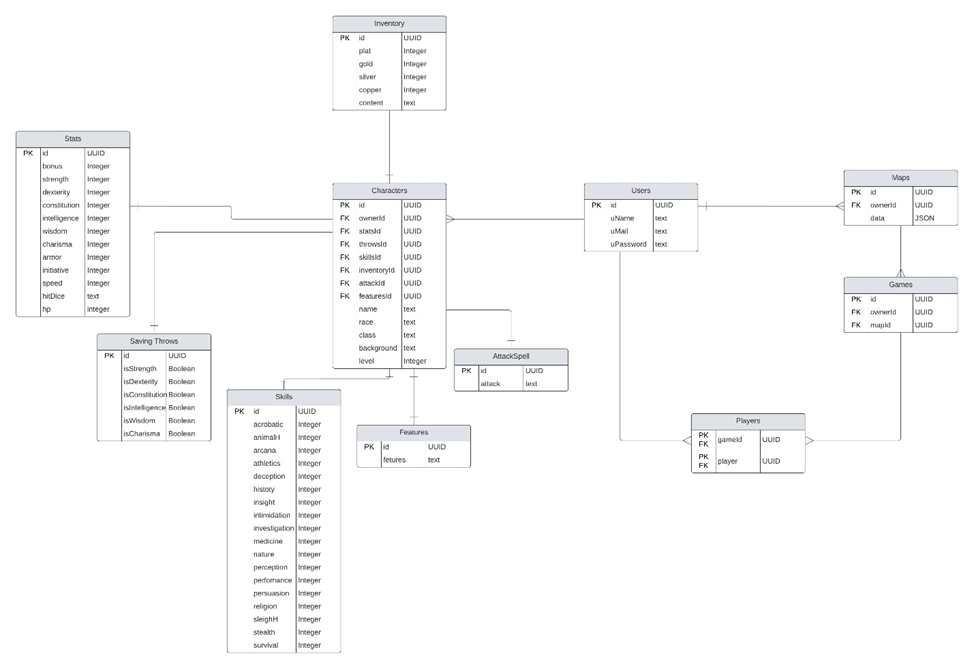 Inventory
PK id UUID
plat Integer
gold Integer
silver Integer
copper Integer
content text
Stats
PK id UUID
bonus Integer
strength Integer
dexterity Integer
constitution Integer
intelligence Integer
wisdom Integer
charisma Integer
armor Integer
initiative Integer
speed Integer
hitDice text
hp integer
Characters
PK id UUID
FK ownerId UUID
FK statsId UUID
FK throwsId UUID
FK skillsId UUID
FK inventoryId UUID
FK attackId UUID
FK featuresId UUID
name text
race text
class text
background text
level Integer
Users
PK id UUID
uName text
uMail text
uPassword text
Maps
PK id UUID
FK ownerId UUID
data JSON
Games
PK id UUID
FK ownerId UUID
FK mapId UUID
Saving Throws
PK id UUID
isStrength Boolean
isDexterity Boolean
isConstitution Boolean
isIntelligence Boolean
isWisdom Boolean
isCharisma Boolean
AttackSpell
PK id UUID
attack text
Skills
PK id UUID
acrobatic Integer
animalH Integer
arcana Integer
athletics Integer
deception Integer
histoty Integer
insight Integer
intimidation Integer
investigation Integer
medicine Integer
nature Integer
perception Integer
perfomance Integer
persuasion Integer
religion Integer
sleighH Integer
stealth Integer
survival Integer
Features
PK id UUID
fetures text
Players
PK FK gameId UUID
PK FK player UUID